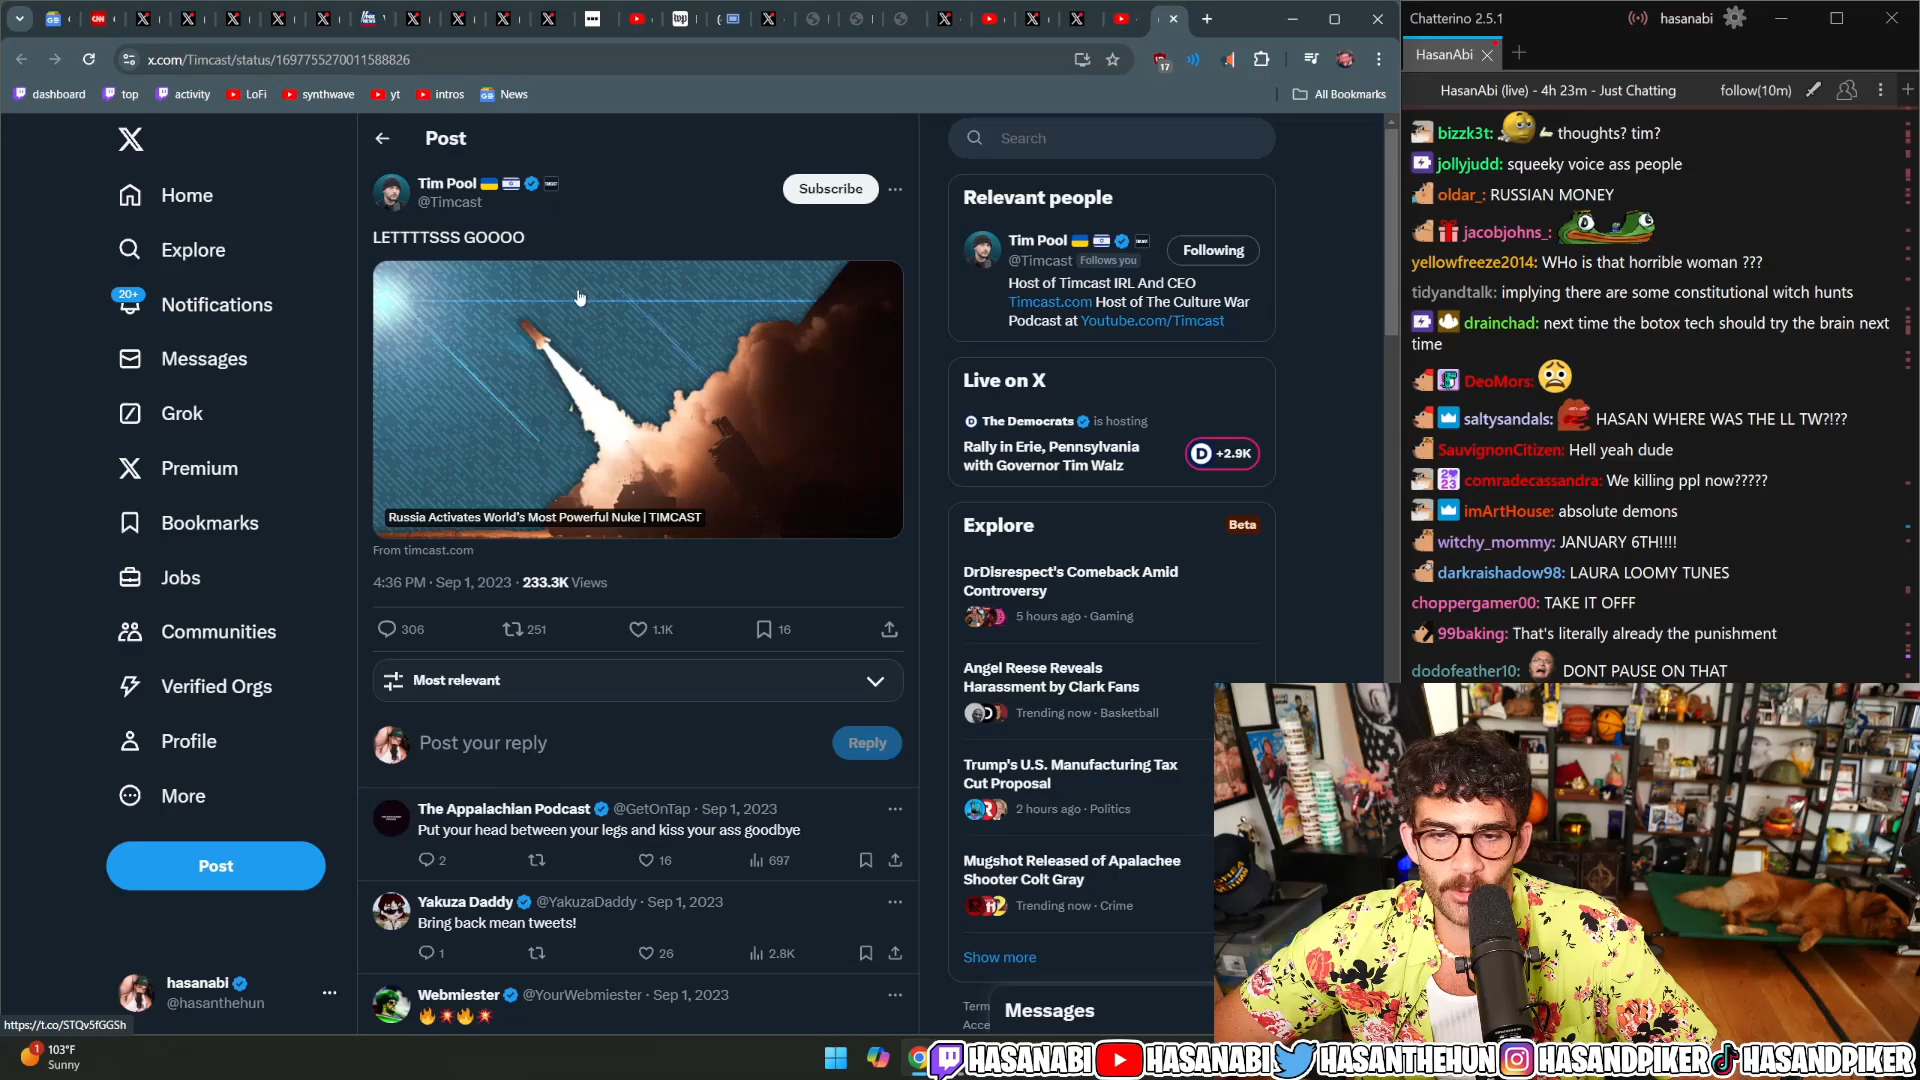 x.com/Timcast/status/1697755270011588826
17
dashboard
top
activity
LoFi
synthwave
yt
intros
News
All Bookmarks
Post
Tim Pool
@Timcast
Subscribe
LETTTTSSS GOOOO
Russia Activates World's Most Powerful Nuke | TIMCAST
From timcast.com
4:36 PM · Sep 1, 2023 · 233.3K Views
306
251
1.1K
16
Most relevant
Post your reply
Reply
The Appalachian Podcast @GetOnTap · Sep 1, 2023
Put your head between your legs and kiss your ass goodbye
2
16
697
Yakuza Daddy @YakuzaDaddy · Sep 1, 2023
Bring back mean tweets!
1
26
2.8K
Webmiester @YourWebmiester · Sep 1, 2023
Home
Explore
20+
Notifications
Messages
Grok
Premium
Bookmarks
Jobs
Communities
Verified Orgs
Profile
More
Post
hasanabi
@hasanthehun
https://t.co/STQv5fGGSh
1
103°F
Sunny
Search
Relevant people
Tim Pool
@Timcast Follows you
Following
Host of Timcast IRL And CEO
Timcast.com Host of The Culture War
Podcast at Youtube.com/Timcast
Live on X
The Democrats is hosting
Rally in Erie, Pennsylvania
with Governor Tim Walz
+2.9K
Explore
Beta
DrDisrespect's Comeback Amid
Controversy
5 hours ago · Gaming
Angel Reese Reveals
Harassment by Clark Fans
Trending now · Basketball
Trump's U.S. Manufacturing Tax
Cut Proposal
2 hours ago · Politics
Mugshot Released of Apalachee
Shooter Colt Gray
Trending now · Crime
Show more
Messages
Chatterino 2.5.1
hasanabi
HasanAbi
HasanAbi (live) - 4h 23m - Just Chatting
follow(10m)
bizzk3t: thoughts? tim?
jollyjudd: squeeky voice ass people
oldar_: RUSSIAN MONEY
jacobjohns_:
yellowfreeze2014: WHo is that horrible woman ???
tidyandtalk: implying there are some constitutional witch hunts
drainchad: next time the botox tech should try the brain next
time
DeoMors:
saltysandals: HASAN WHERE WAS THE LL TW?!??
SauvignonCitizen: Hell yeah dude
comradecassandra: We killing ppl now?????
imArtHouse: absolute demons
witchy_mommy: JANUARY 6TH!!!!
darkraishadow98: LAURA LOOMY TUNES
choppergamer00: TAKE IT OFFF
99baking: That's literally already the punishment
dodofeather10: DONT PAUSE ON THAT
HASANABI
HASANABI
HASANTHEHUN
HASANDPIKER
HASANDPIKER